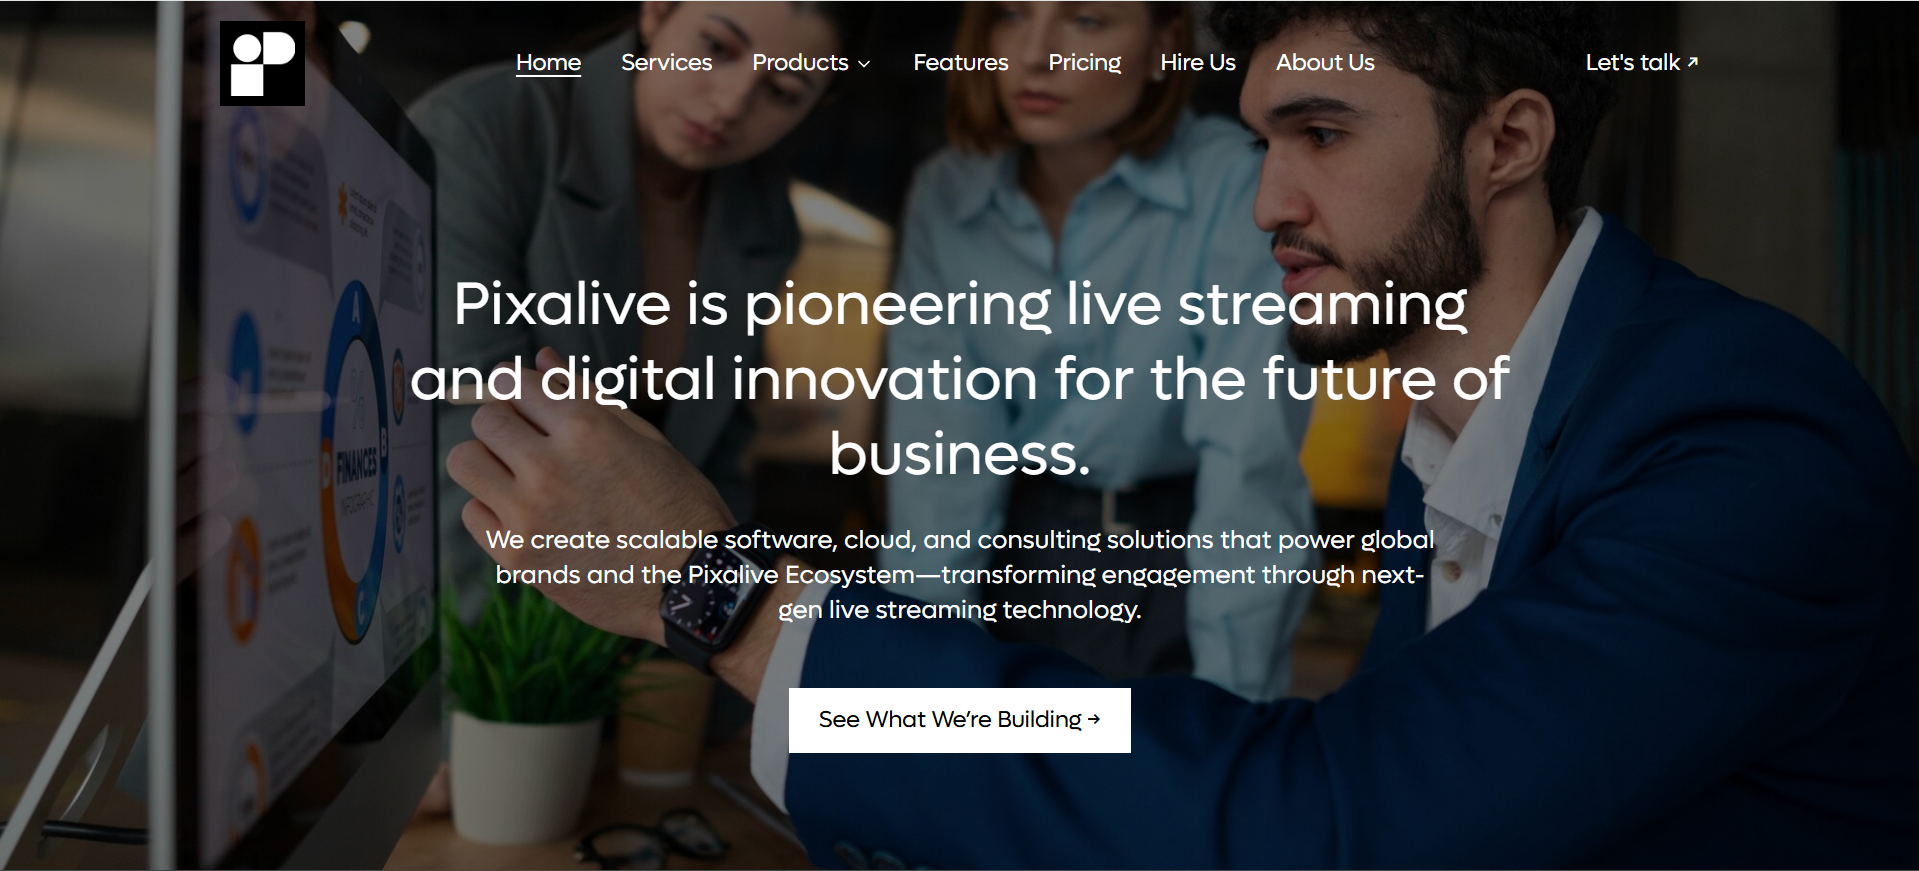 Home
Services
Products
Features
Pricing
Hire Us
About Us
Let's talk ↗
Pixalive is pioneering live streaming
and digital innovation for the future of
business.
We create scalable software, cloud, and consulting solutions that power global
brands and the Pixalive Ecosystem—transforming engagement through next-
gen live streaming technology.
See What We’re Building →
A
B
D
FINANCES
INFOGRAPHIC
C